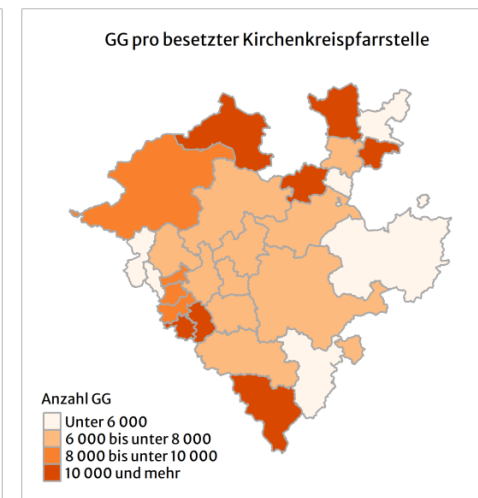 GG pro besetzter Kirchenkreispfarrstelle
Anzahl GG
Unter 6 000
6 000 bis unter 8 000
8 000 bis unter 10 000
10 000 und mehr